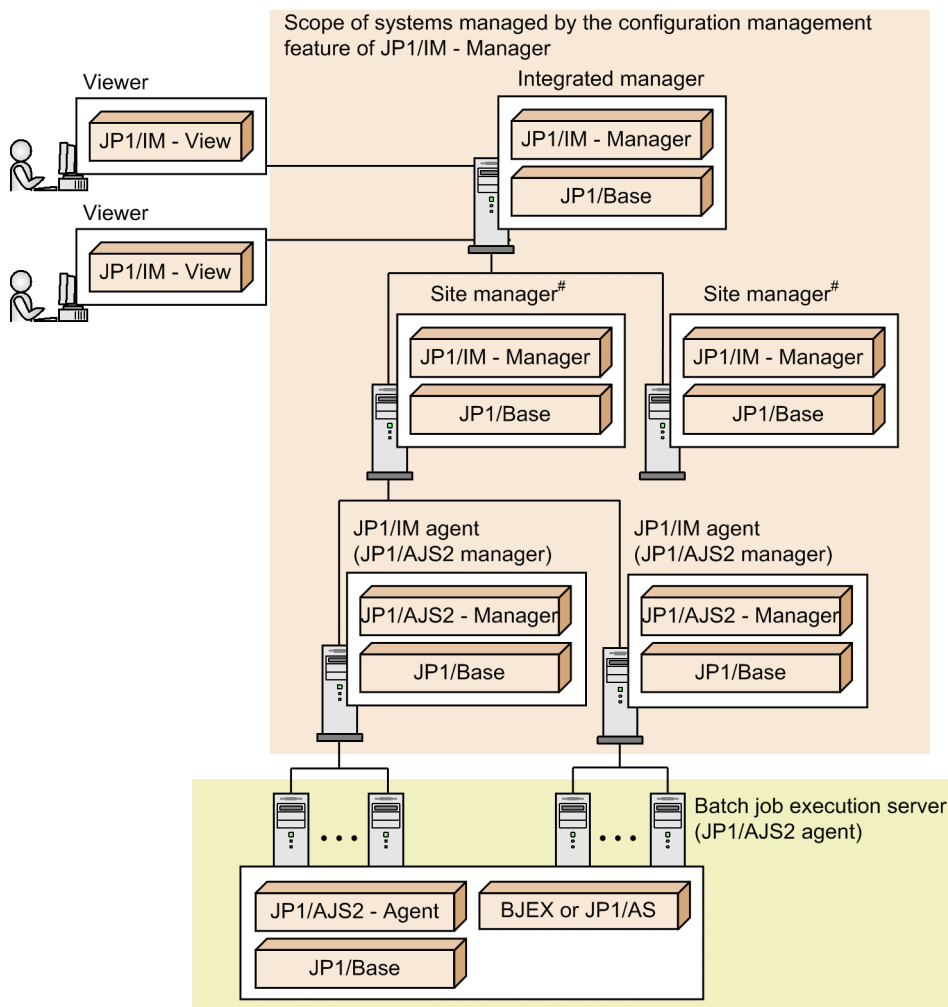 Scope of systems managed by the configuration management
feature of JP1/IM - Manager
Viewer
JP1/IM - View
Integrated manager
JP1/IM - Manager
JP1/Base
Viewer
JP1/IM - View
Site manager#
JP1/IM - Manager
JP1/Base
Site manager#
JP1/IM - Manager
JP1/Base
JP1/IM agent
(JP1/AJS2 manager)
JP1/AJS2 - Manager
JP1/Base
JP1/IM agent
(JP1/AJS2 manager)
JP1/AJS2 - Manager
JP1/Base
Batch job execution server
(JP1/AJS2 agent)
JP1/AJS2 - Agent
JP1/Base
BJEX or JP1/AS